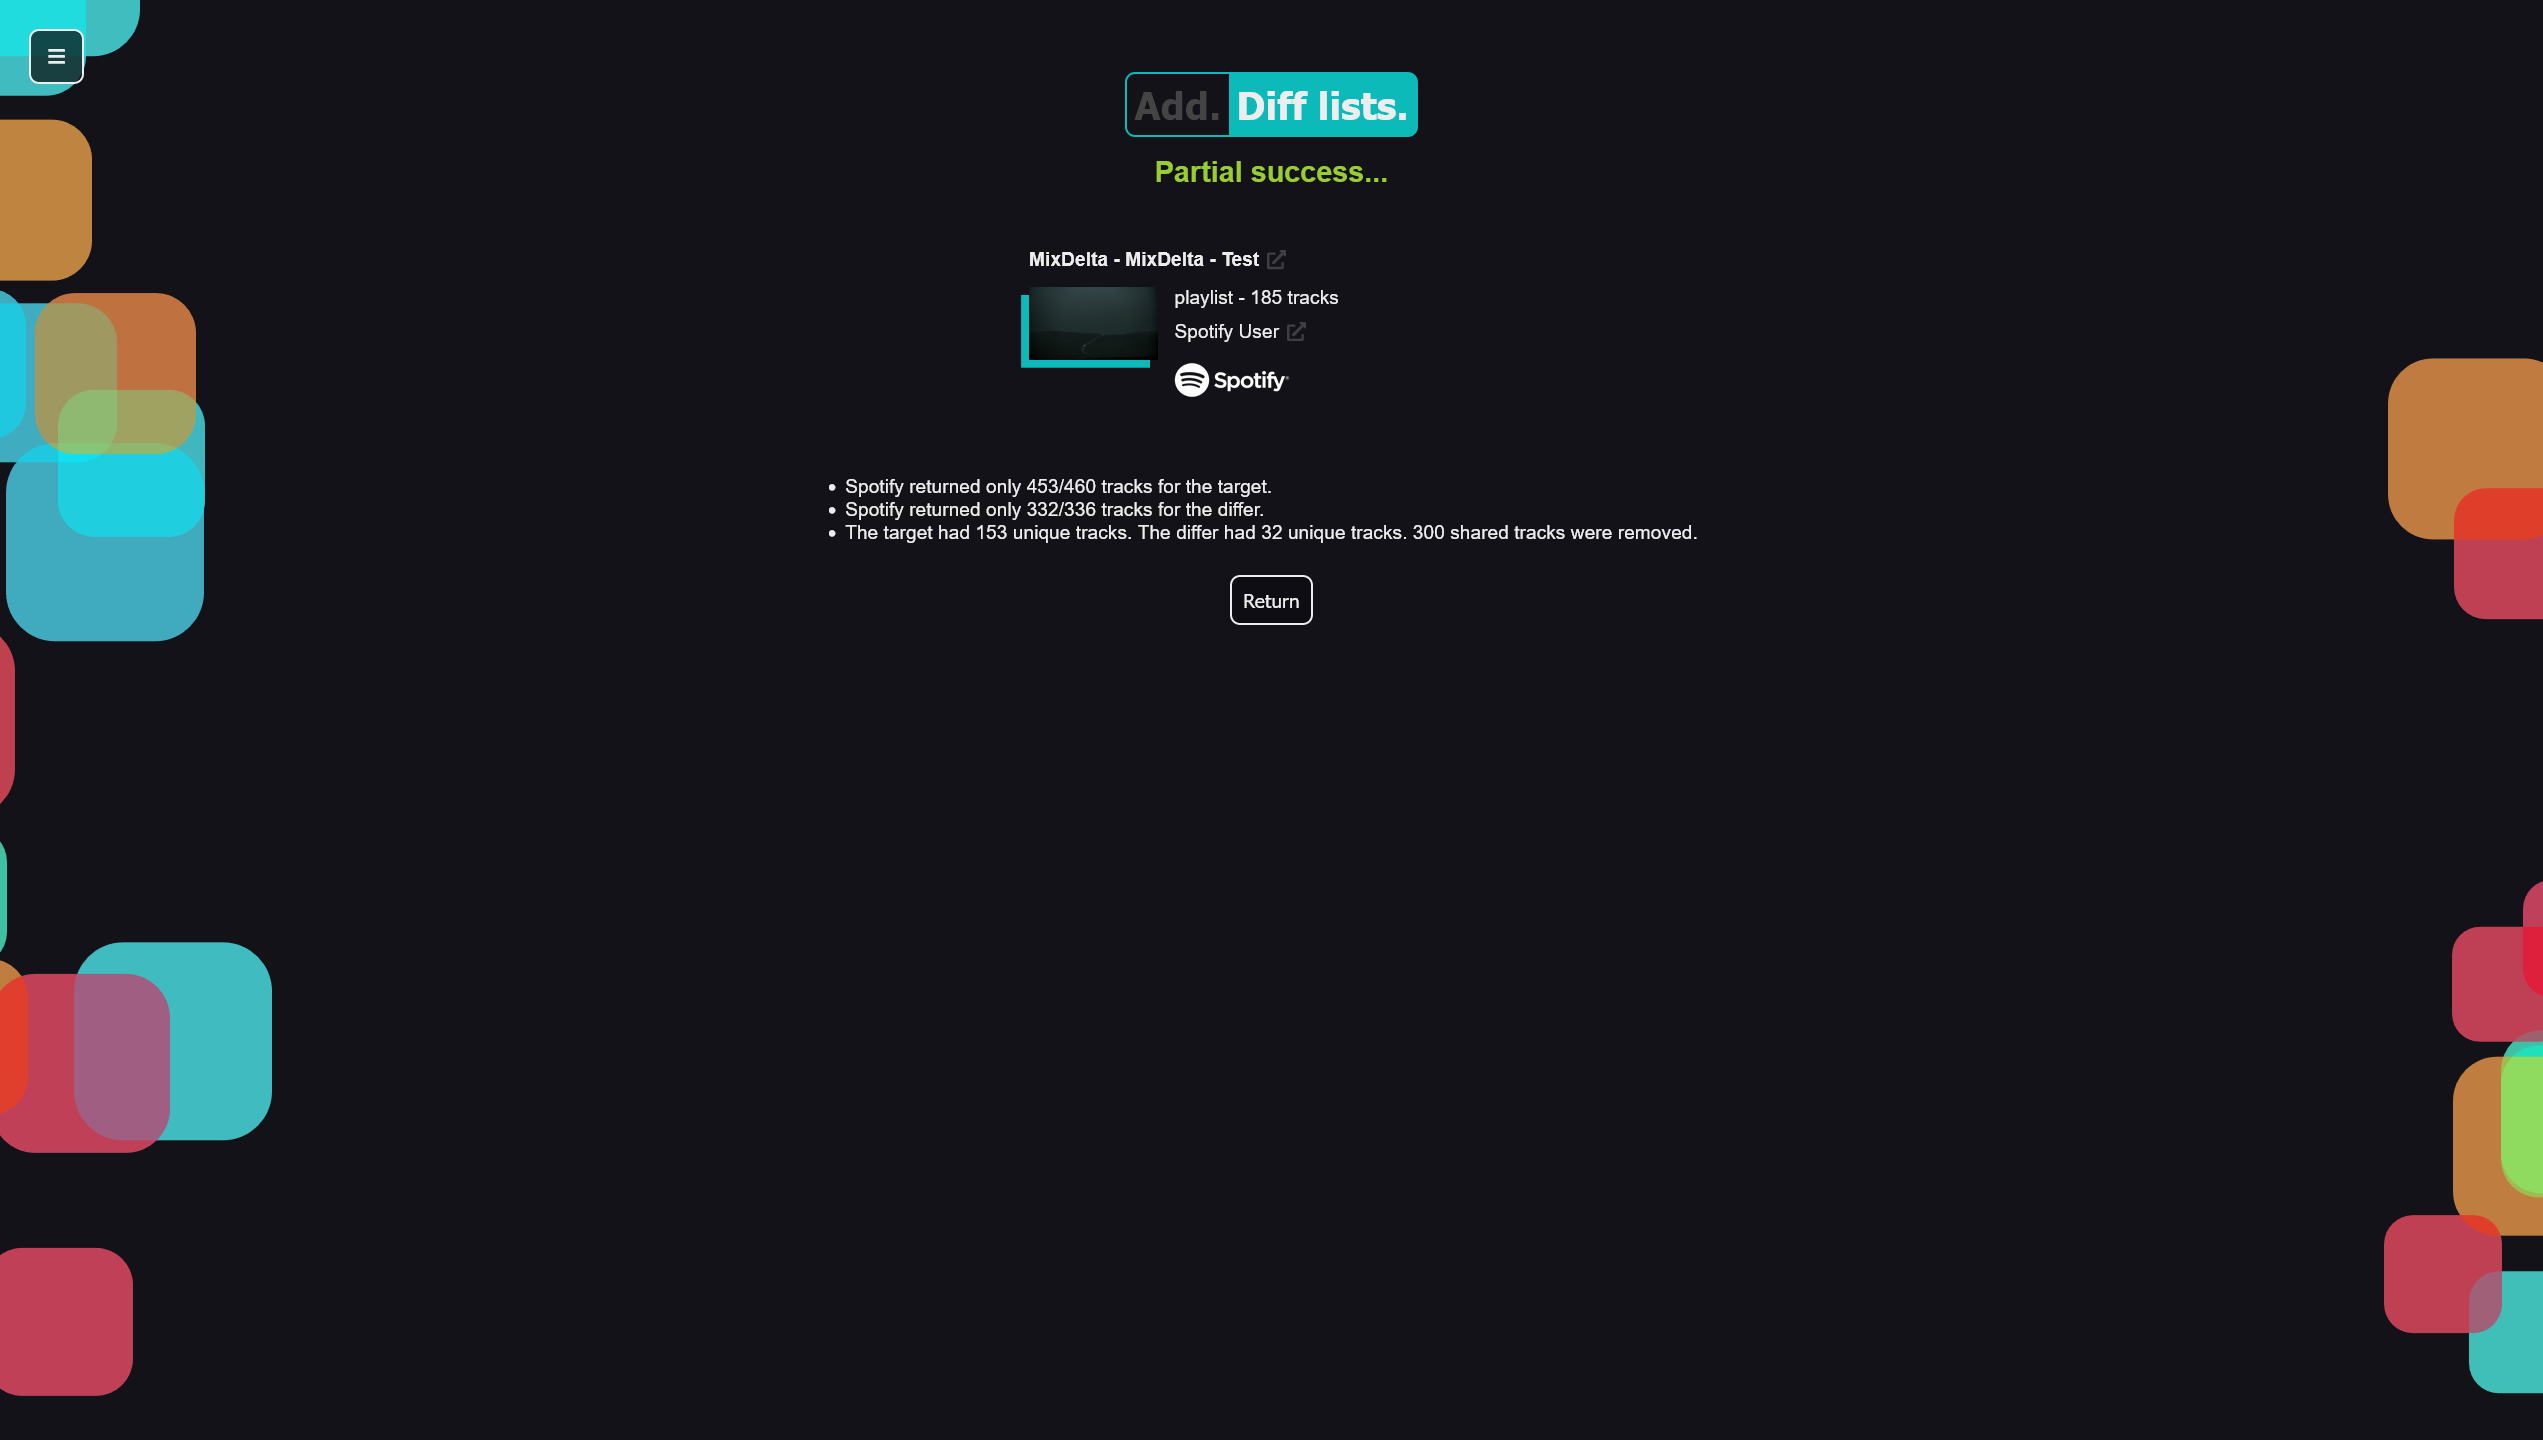 Add. Diff lists.
Partial success...
MixDelta - MixDelta - Test
playlist - 185 tracks
Spotify User
Spotify
Spotify returned only 453/460 tracks for the target.
Spotify returned only 332/336 tracks for the differ.
The target had 153 unique tracks. The differ had 32 unique tracks. 300 shared tracks were removed.
Return